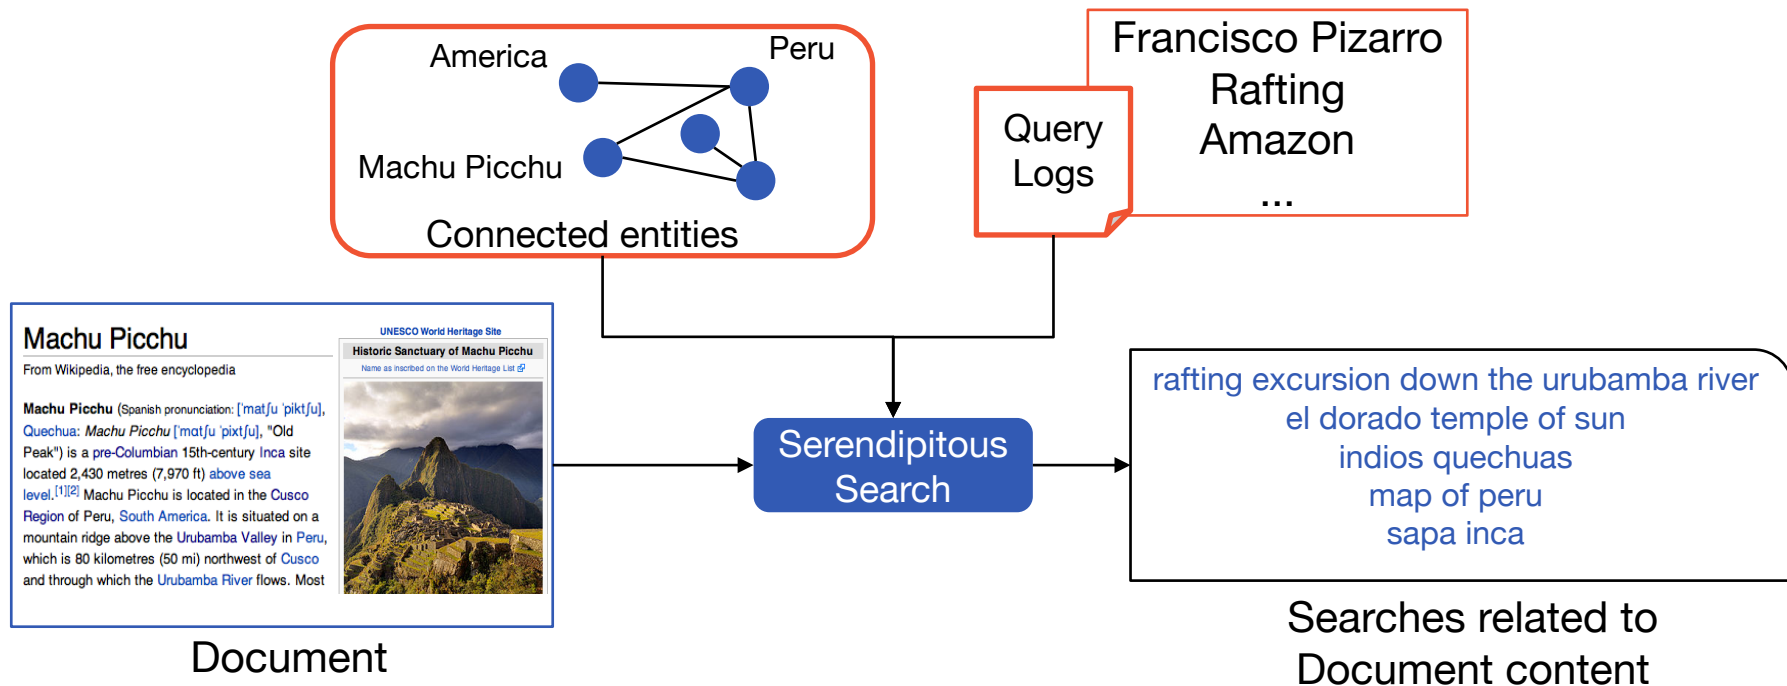 America
Peru
Machu Picchu
Connected entities
Query
Logs
Francisco Pizarro
Rafting
Amazon
...
Machu Picchu
From Wikipedia, the free encyclopedia
Machu Picchu (Spanish pronunciation: [ˈmatʃu ˈpiktʃu],
Quechua: Machu Picchu [ˈmɑtʃu ˈpixtʃu], "Old
Peak") is a pre-Columbian 15th-century Inca site
located 2,430 metres (7,970 ft) above sea
level.[1][2] Machu Picchu is located in the Cusco
Region of Peru, South America. It is situated on a
mountain ridge above the Urubamba Valley in Peru,
which is 80 kilometres (50 mi) northwest of Cusco
and through which the Urubamba River flows. Most
UNESCO World Heritage Site
Historic Sanctuary of Machu Picchu
Name as inscribed on the World Heritage List
Document
Serendipitous
Search
rafting excursion down the urubamba river
el dorado temple of sun
indios quechuas
map of peru
sapa inca
Searches related to
Document content